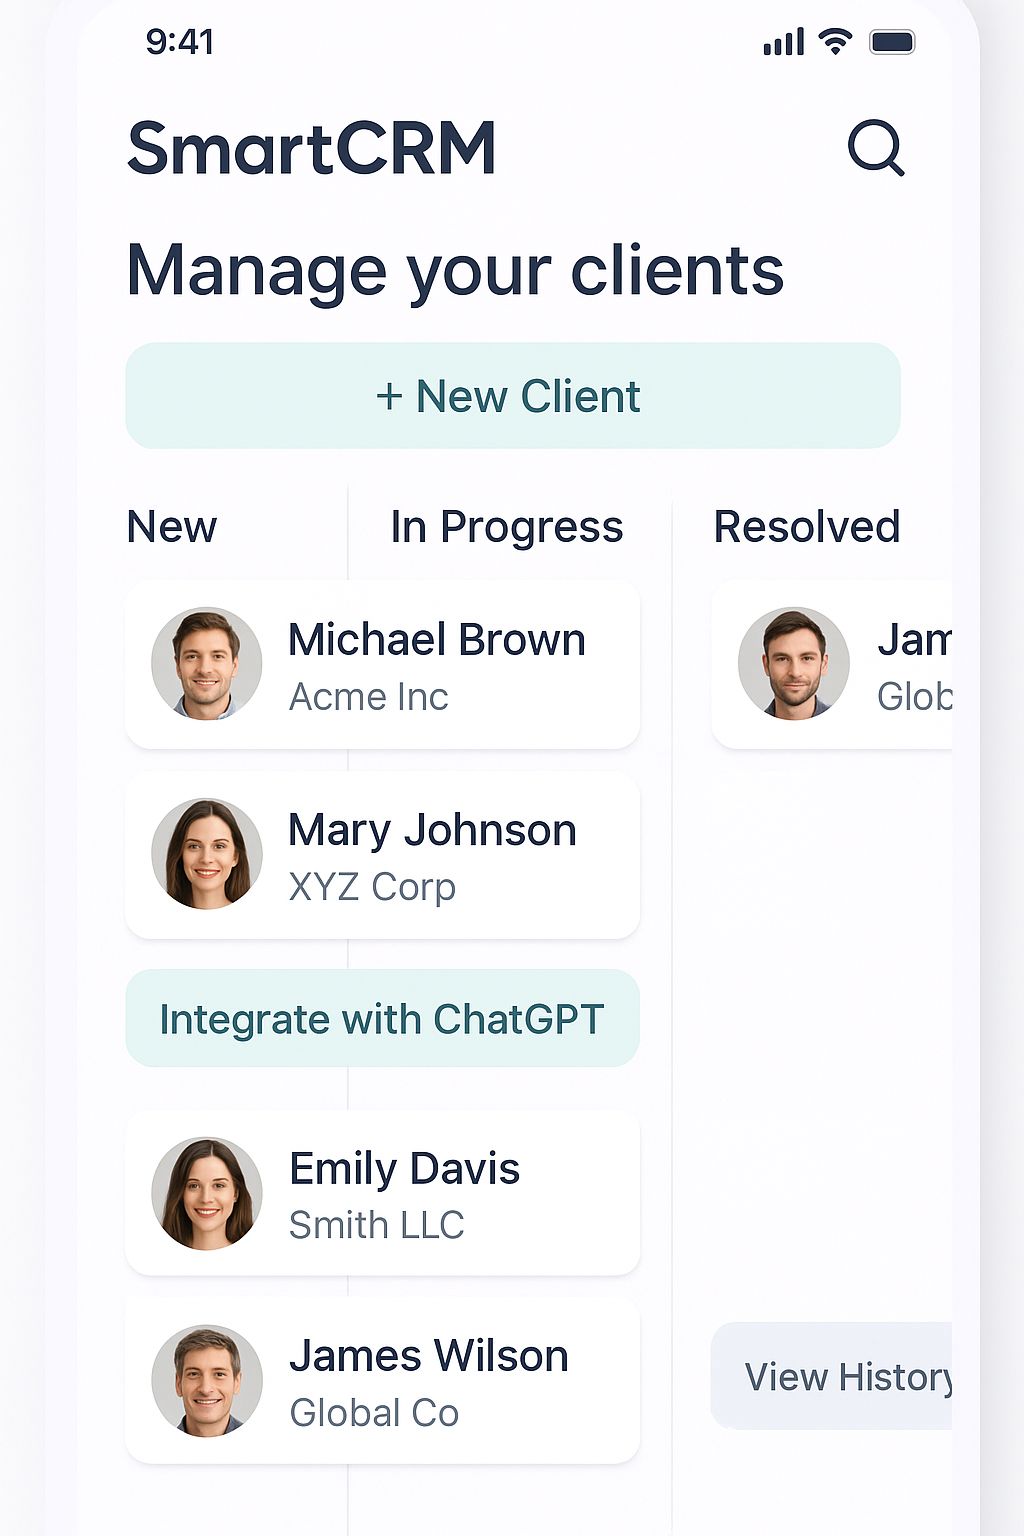 9:41
SmartCRM
Manage your clients
+ New Client
New
In Progress
Resolved
Michael Brown
Acme Inc
Jam
Glob
Mary Johnson
XYZ Corp
Integrate with ChatGPT
Emily Davis
Smith LLC
James Wilson
Global Co
View History